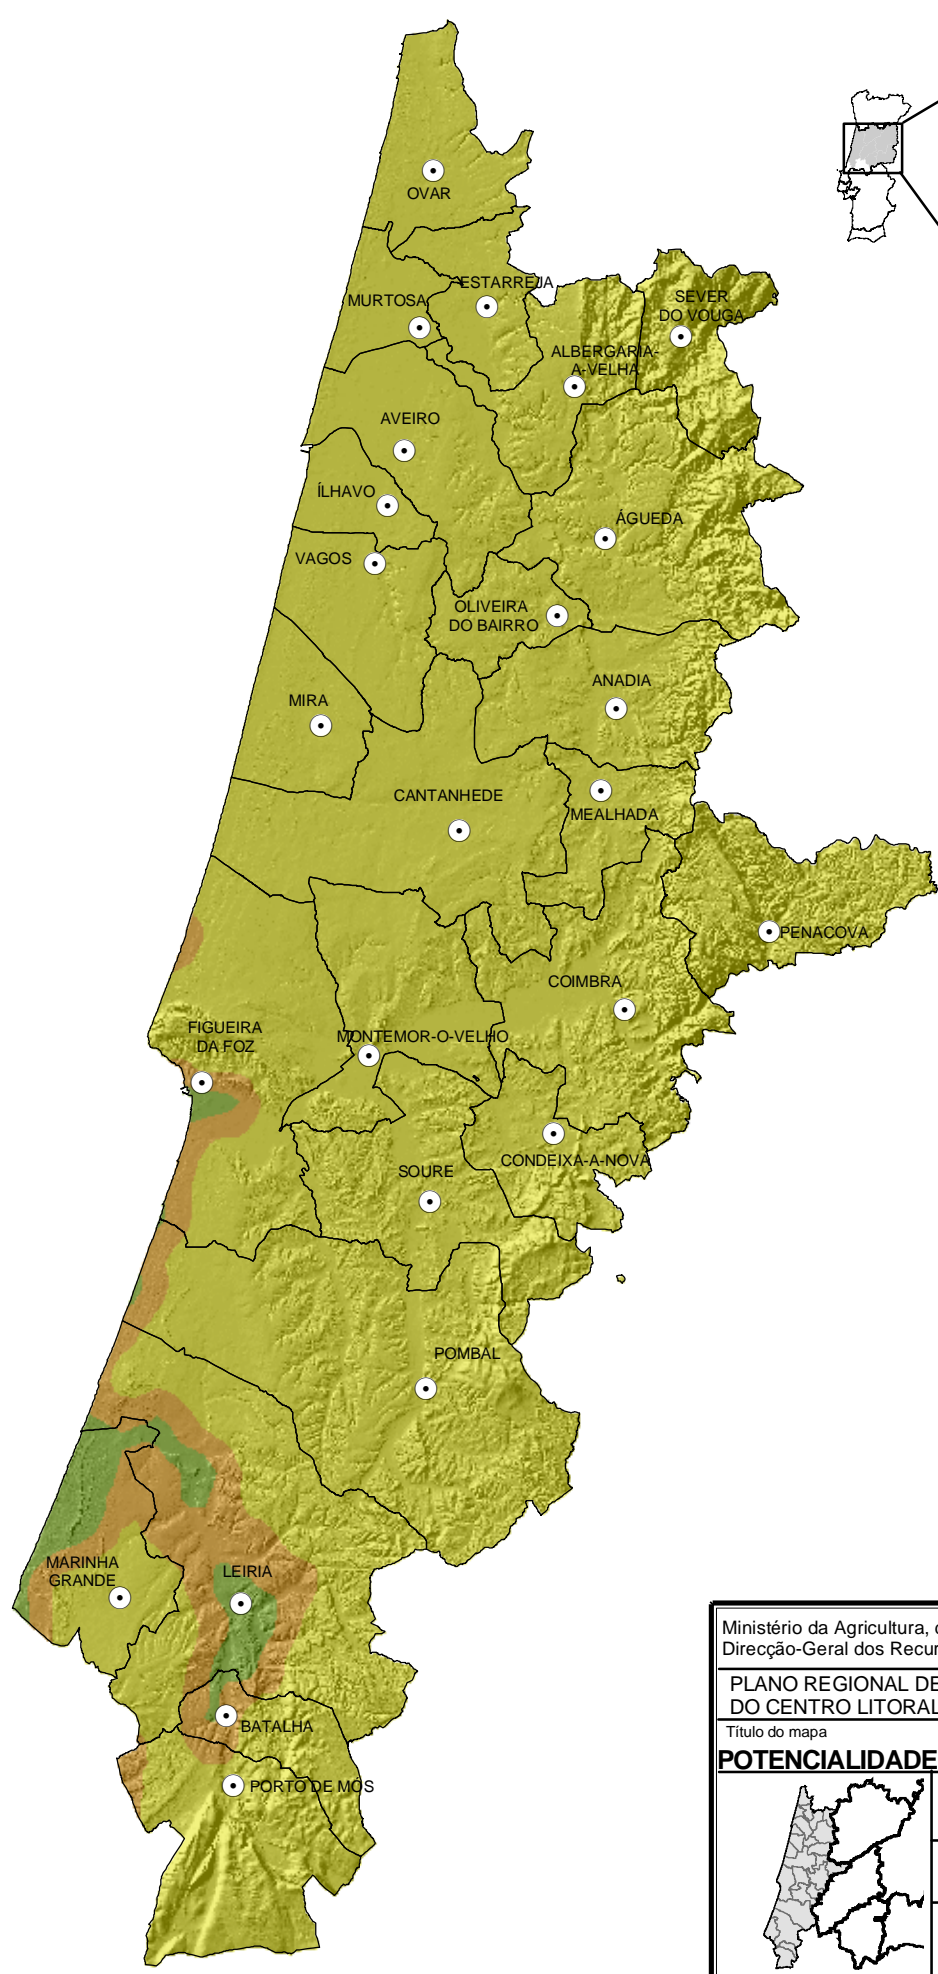 OVAR
ESTARREJA
MURTOSA
SEVER
DO VOUGA
ALBERGARIA-
A-VELHA
AVEIRO
ÍLHAVO
ÁGUEDA
VAGOS
OLIVEIRA
DO BAIRRO
ANADIA
MIRA
CANTANHEDE
MEALHADA
PENACOVA
COIMBRA
FIGUEIRA
DA FOZ
MONTEMOR-O-VELHO
CONDEIXA-A-NOVA
SOURE
POMBAL
MARINHA
GRANDE
LEIRIA
BATALHA
PORTO DE MÓS
Ministério da Agricultura,
Direcção-Geral dos Recur
PLANO REGIONAL DE
DO CENTRO LITORAL
Título do mapa
POTENCIALIDADE